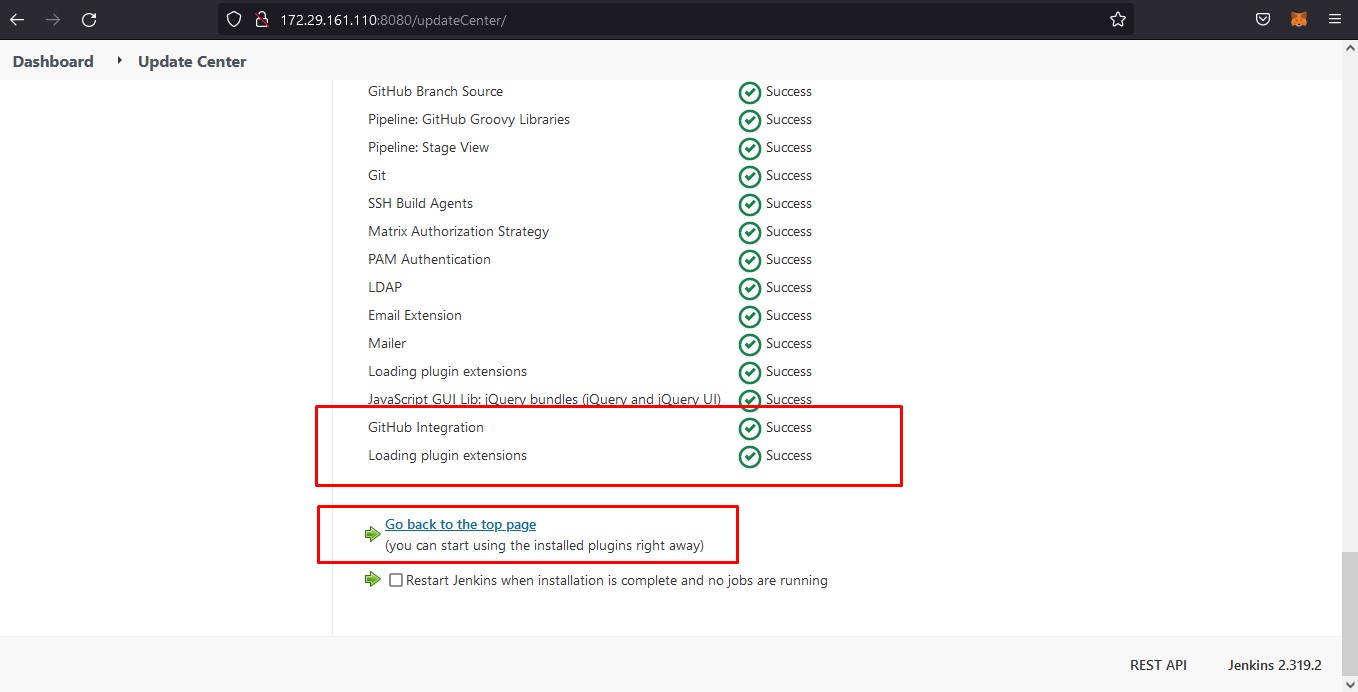 172.29.161.110:8080/updateCenter/
Dashboard Update Center
GitHub Branch Source Success
Pipeline: GitHub Groovy Libraries Success
Pipeline: Stage View Success
Git Success
SSH Build Agents Success
Matrix Authorization Strategy Success
PAM Authentication Success
LDAP Success
Email Extension Success
Mailer Success
Loading plugin extensions Success
JavaScript GUI Lib: jQuery bundles (jQuery and jQuery UI) Success
GitHub Integration Success
Loading plugin extensions Success
Go back to the top page
(you can start using the installed plugins right away)
Restart Jenkins when installation is complete and no jobs are running
REST API Jenkins 2.319.2